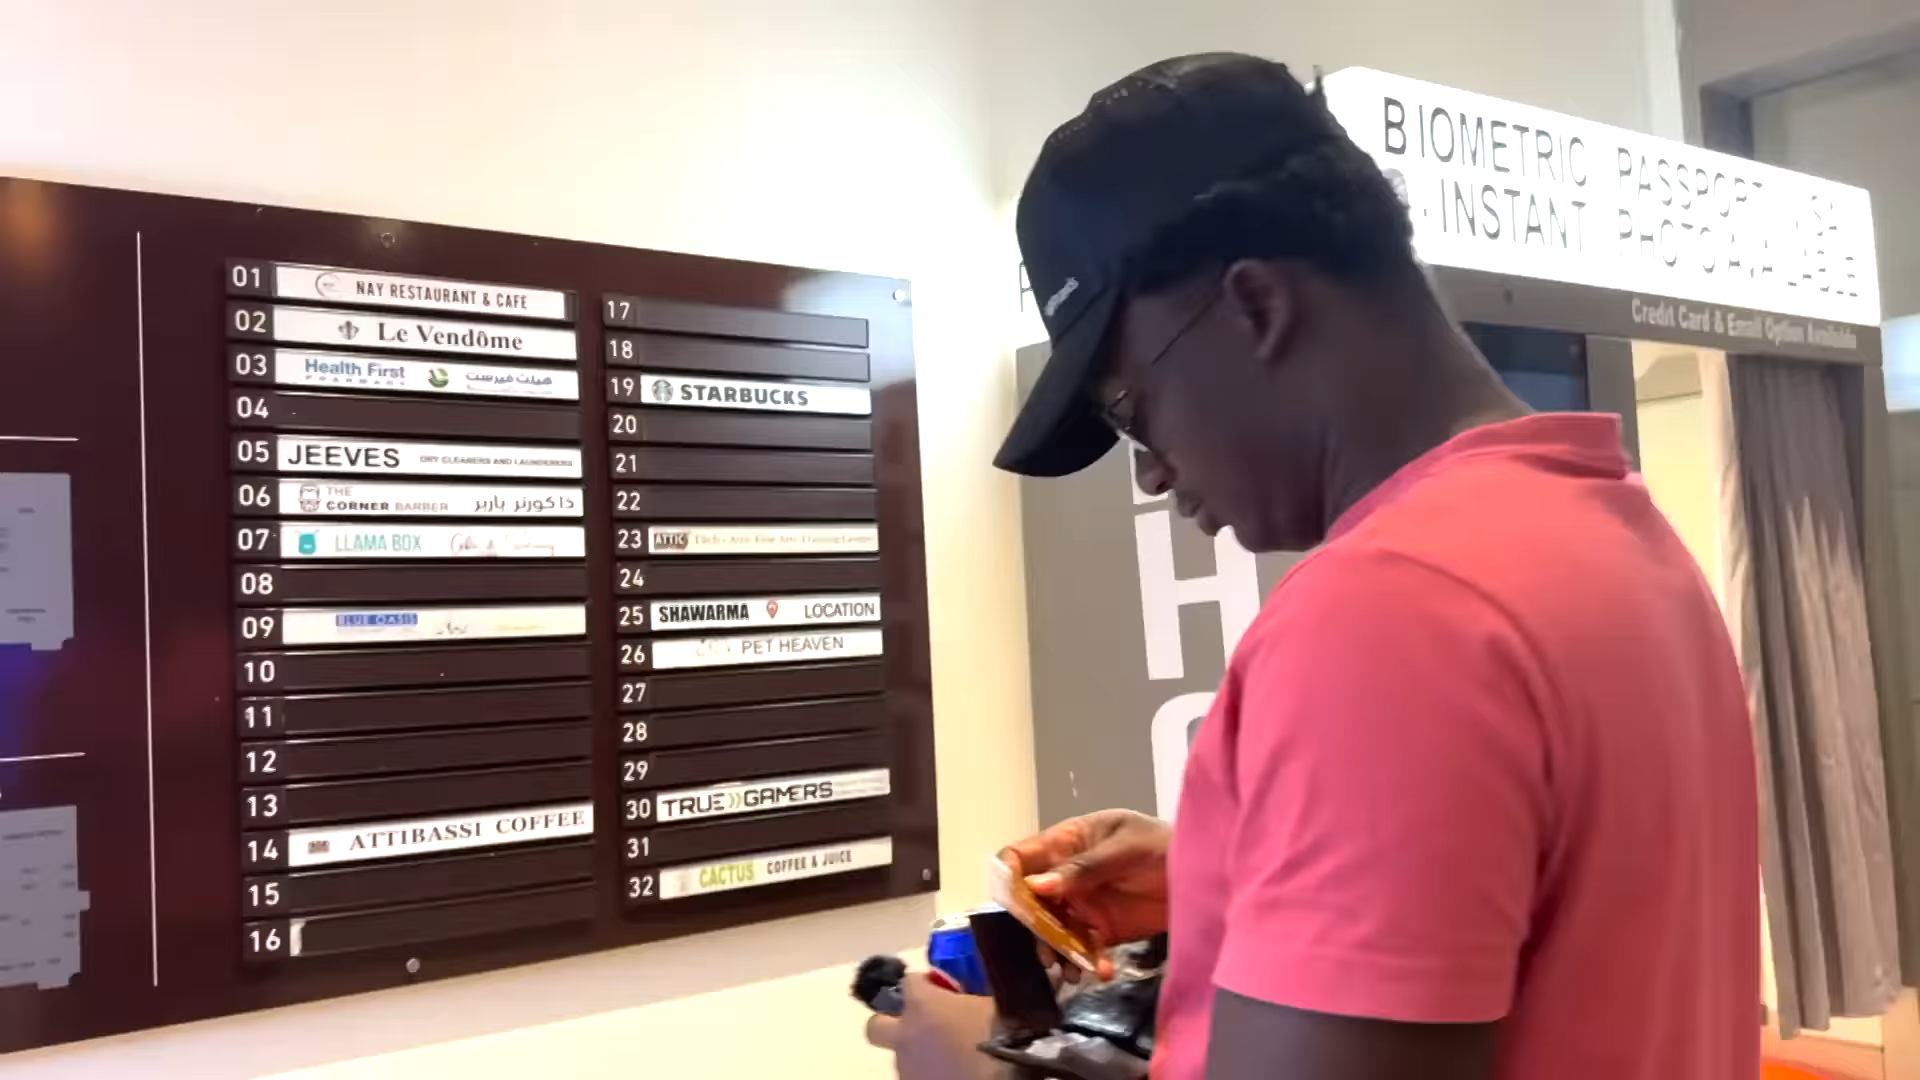 01 NAY RESTAURANT & CAFE
02 Le Vendôme
03 Health First PHARMACY هيلث فيرست
04
05 JEEVES DRY CLEANERS AND LAUNDERERS
06 THE CORNER BARBER ذا كورنر باربر
07 LLAMA BOX
08
09 BLUE OASIS
10
11
12
13
14 ATTIBASSI COFFEE
15
16
17
18
19 STARBUCKS
20
21
22
23 ATTIC
24
25 SHAWARMA LOCATION
26 PET HEAVEN
27
28
29
30 TRUE GAMERS
31
32 CACTUS COFFEE & JUICE
BIOMETRIC PASSPORT VISA
INSTANT PHOTO AVAILABLE
Credit Card & Email Option Available
H